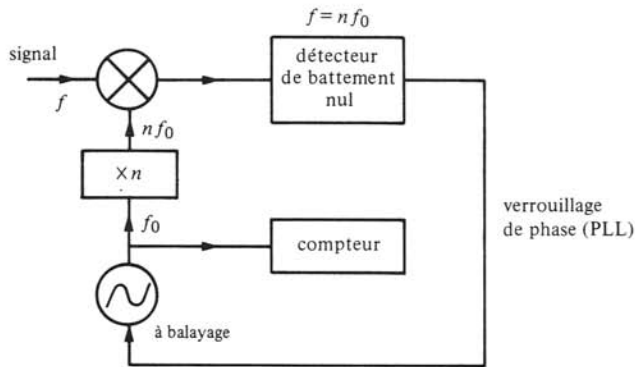 f = nf0
signal
f
détecteur
de battement
nul
nf0
× n
f0
compteur
verrouillage
de phase (PLL)
à balayage